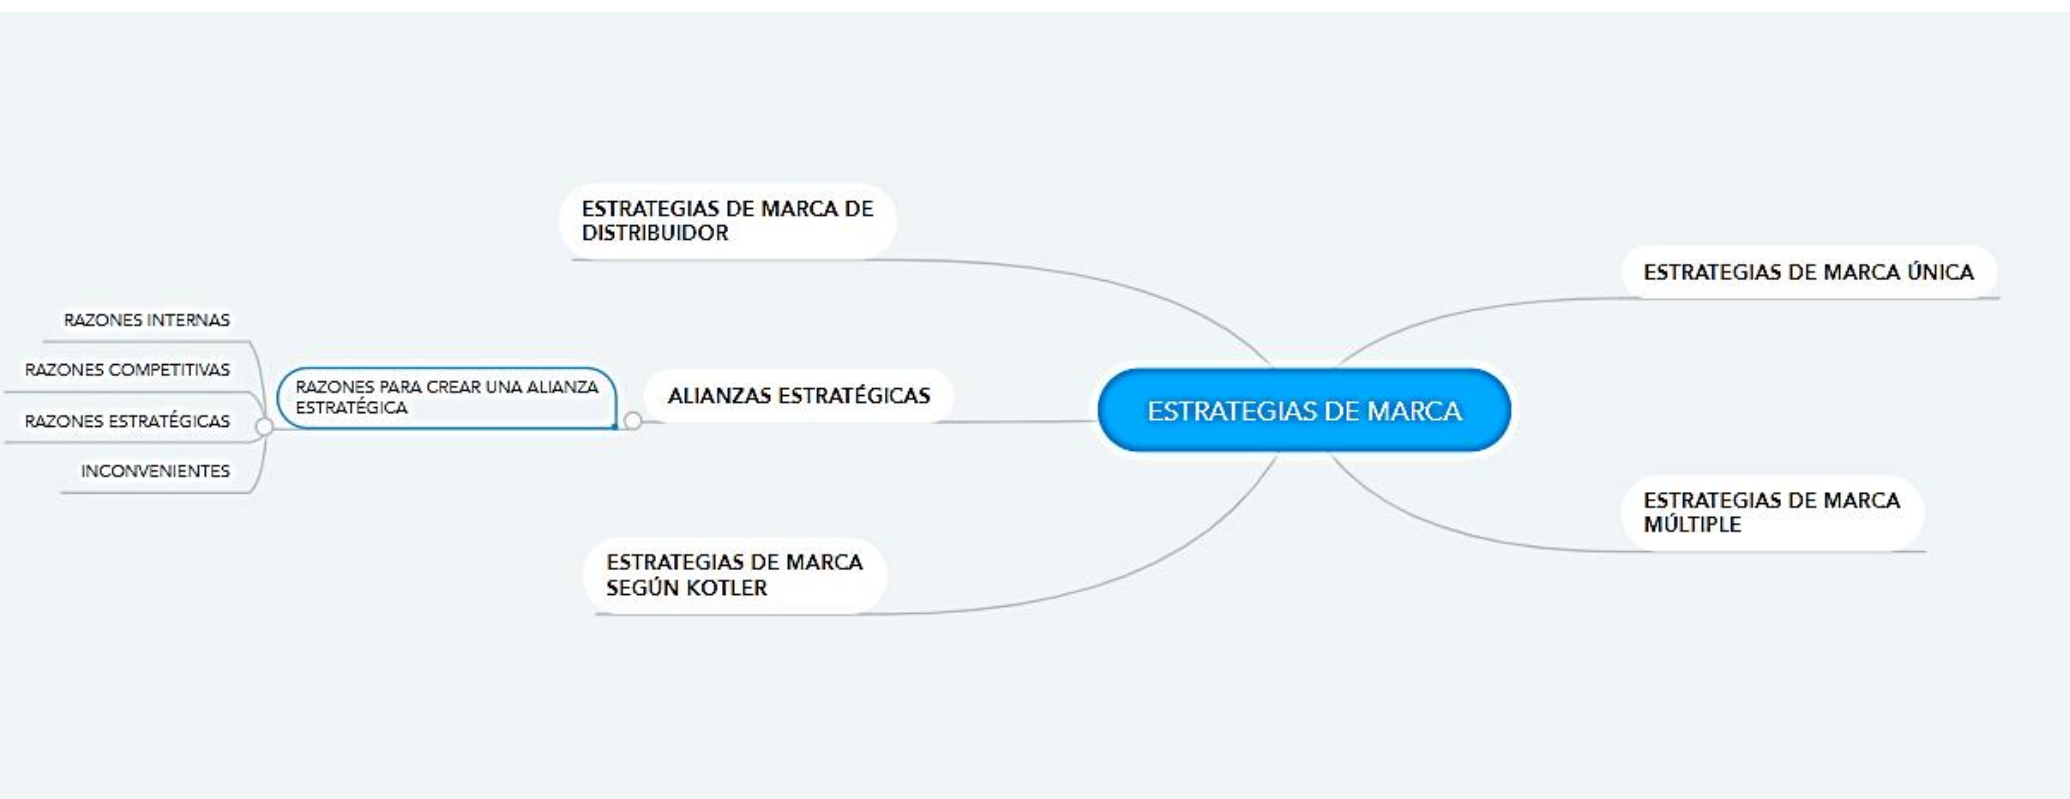 ESTRATEGIAS DE MARCA DE
DISTRIBUIDOR
ESTRATEGIAS DE MARCA ÚNICA
RAZONES INTERNAS
RAZONES COMPETITIVAS
RAZONES ESTRATÉGICAS
INCONVENIENTES
RAZONES PARA CREAR UNA ALIANZA
ESTRATÉGICA
ALIANZAS ESTRATÉGICAS
ESTRATEGIAS DE MARCA
ESTRATEGIAS DE MARCA
MÚLTIPLE
ESTRATEGIAS DE MARCA
SEGÚN KOTLER